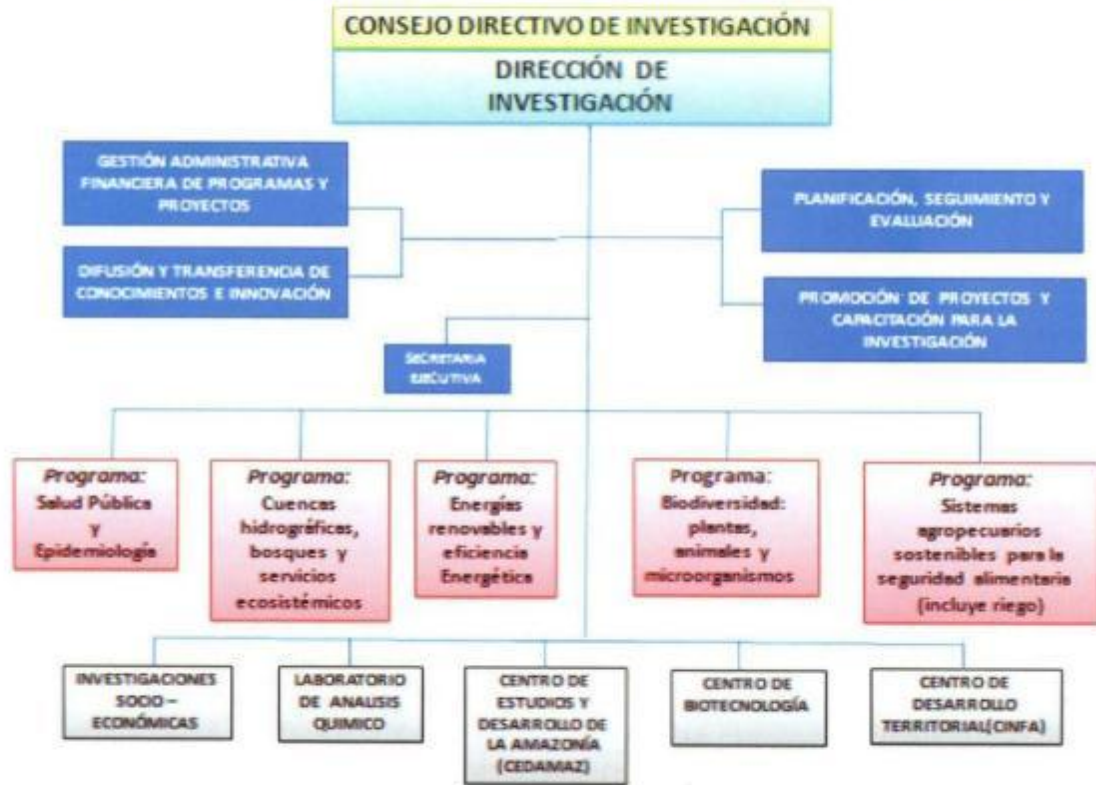 CONSEJO DIRECTIVO DE INVESTIGACIÓN
DIRECCIÓN DE
INVESTIGACIÓN
GESTIÓN ADMINISTRATIVA
FINANCIERA DE PROGRAMAS Y
PROYECTOS
PLANIFICACIÓN, SEGUIMIENTO Y
EVALUACIÓN
DIFUSIÓN Y TRANSFERENCIA DE
CONOCIMIENTOS E INNOVACIÓN
PROMOCIÓN DE PROYECTOS Y
CAPACITACIÓN PARA LA
INVESTIGACIÓN
SECRETARIA
EJECUTIVA
Programa:
Salud Pública
y
Epidemiología
Programa:
Cuencas
hidrográficas,
bosques y
servicios
ecosistémicos
Programa:
Energías
renovables y
eficiencia
Energética
Programa:
Biodiversidad:
plantas,
animales y
microorganismos
Programa:
Sistemas
agropecuarios
sostenibles para la
seguridad alimentaria
(incluye riego)
INVESTIGACIONES
SOCIO –
ECONÓMICAS
LABORATORIO
DE ANALISIS
QUIMICO
CENTRO DE
ESTUDIOS Y
DESARROLLO DE
LA AMAZONÍA
(CEDAMAZ)
CENTRO DE
BIOTECNOLOGÍA
CENTRO DE
DESARROLLO
TERRITORIAL(CINFA)